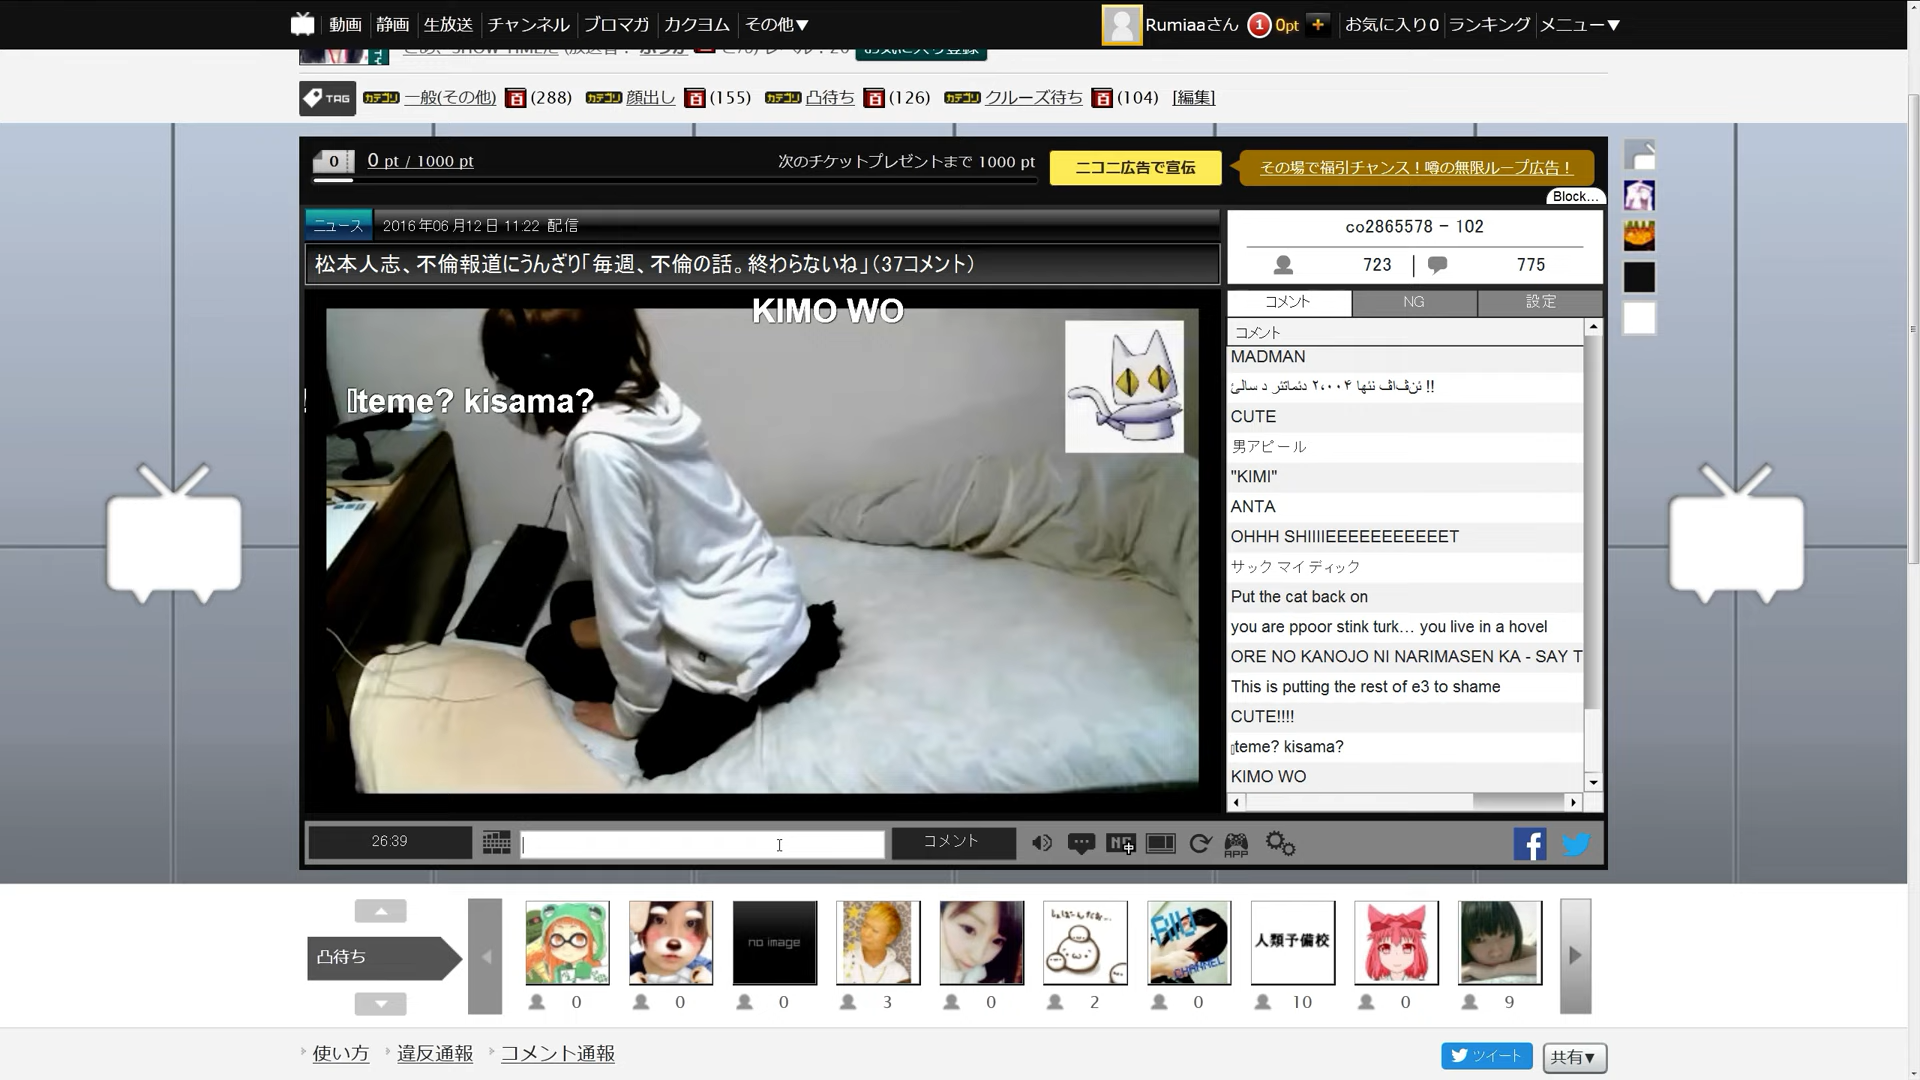 動画 静画 生放送 チャンネル ブロマガ カクヨム その他▼ Rumiaaさん 1 0pt + お気に入り0 ランキング メニュー▼
TAG カテゴリ 一般(その他) 百 (288) カテゴリ 顔出し 百 (155) カテゴリ 凸待ち 百 (126) カテゴリ クルーズ待ち 百 (104) [編集]
0 0 pt / 1000 pt 次のチケットプレゼントまで 1000 pt ニコニ広告で宣伝 その場で福引チャンス！噂の無限ループ広告！
Block...
ニュース 2016年06月12日 11:22 配信
松本人志、不倫報道にうんざり「毎週、不倫の話。終わらないね」（37コメント）
KIMO WO
teme? kisama?
co2865578 - 102
723 775
コメント NG 設定
コメント
MADMAN
CUTE
男アピール
"KIMI"
ANTA
OHHH SHIIIEEEEEEEEEEET
サック マイ ディック
Put the cat back on
you are ppoor stink turk... you live in a hovel
ORE NO KANOJO NI NARIMASEN KA - SAY T
This is putting the rest of e3 to shame
CUTE!!!!
teme? kisama?
KIMO WO
26:39 コメント NG APP
凸待ち
no image
CHANNEL
人類予備校
0 0 0 3 0 2 0 10 0 9
使い方 違反通報 コメント通報 ツイート 共有▼